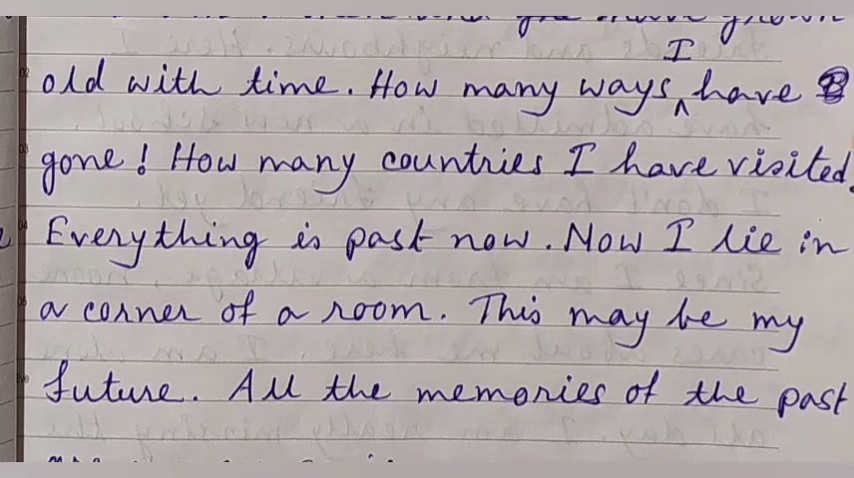 old with time. How many ways I have
gone! How many countries I have visited.
Everything is past now. Now I lie in
a corner of a room. This may be my
future. All the memories of the past